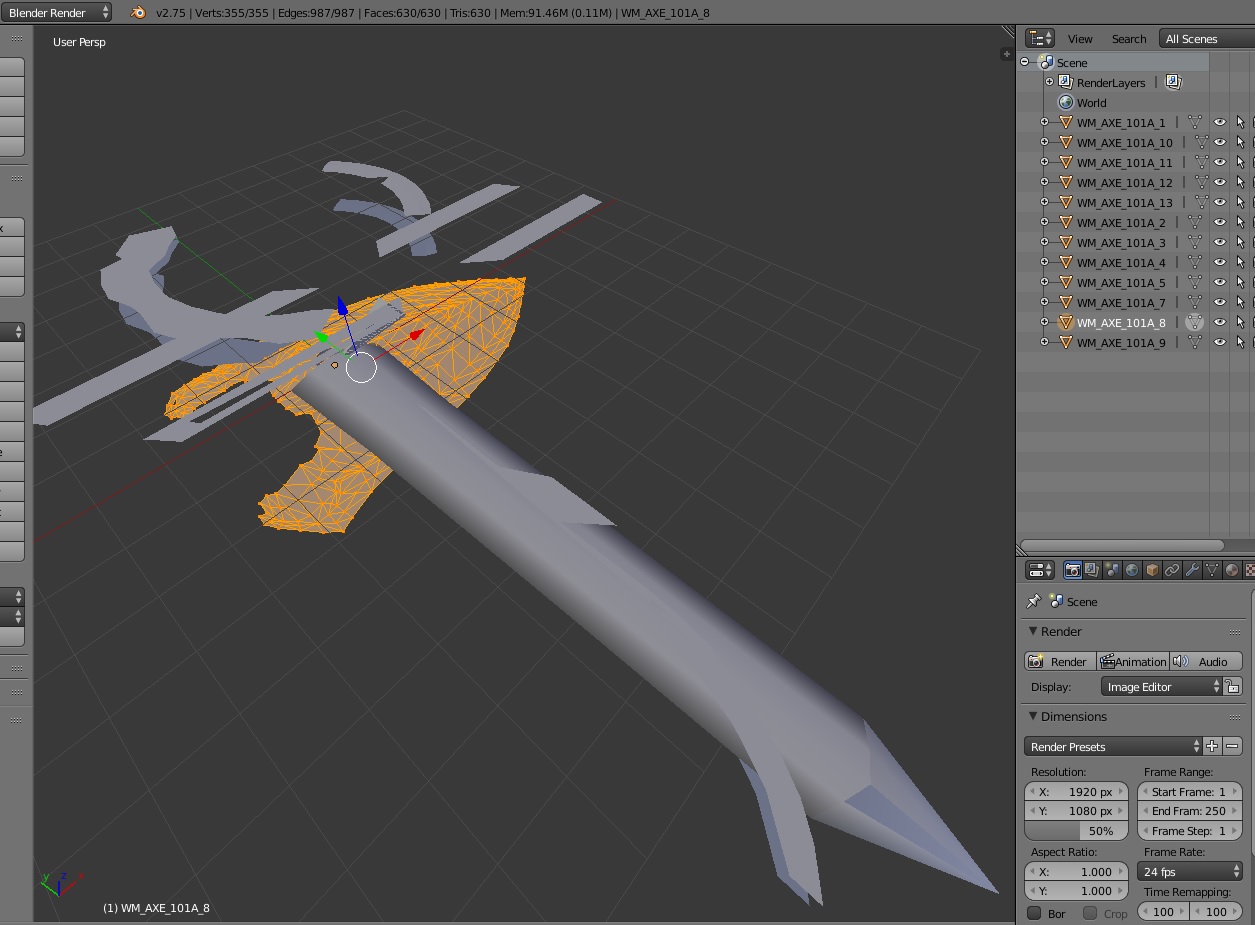 Blender Render
v2.75 | Verts:355/355 | Edges:987/987 | Faces:630/630 | Tris:630 | Mem:91.46M (0.11M) | WM_AXE_101A_8
User Persp
View Search All Scenes
Scene
RenderLayers |
World
WM_AXE_101A_1 |
WM_AXE_101A_10 |
WM_AXE_101A_11 |
WM_AXE_101A_12 |
WM_AXE_101A_13 |
WM_AXE_101A_2 |
WM_AXE_101A_3 |
WM_AXE_101A_4 |
WM_AXE_101A_5 |
WM_AXE_101A_7 |
WM_AXE_101A_8 |
WM_AXE_101A_9 |
Scene
Render
Render Animation Audio
Display: Image Editor
Dimensions
Render Presets
Resolution: Frame Range:
X: 1920 px Start Frame: 1
Y: 1080 px End Fram: 250
50% Frame Step: 1
Aspect Ratio: Frame Rate:
X: 1.000 24 fps
Y: 1.000 Time Remapping:
Bor Crop 100 100
y z x
(1) WM_AXE_101A_8